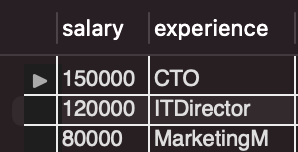 salary experience
150000 CTO
120000 ITDirector
80000 MarketingM